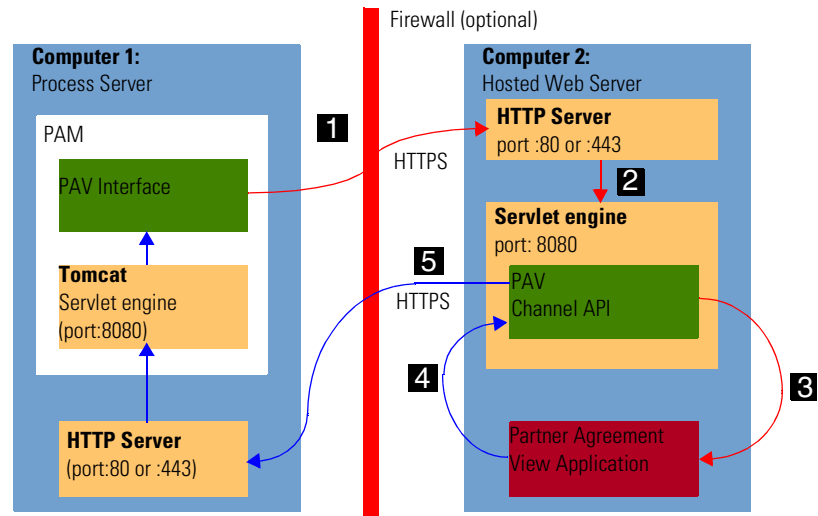 Firewall (optional)
Computer 1:
Process Server
PAM
PAV Interface
Tomcat
Servlet engine
(port:8080)
HTTP Server
(port:80 or :443)
1
HTTPS
5
HTTPS
Computer 2:
Hosted Web Server
HTTP Server
port :80 or :443
2
Servlet engine
port: 8080
PAV
Channel API
4
3
Partner Agreement
View Application